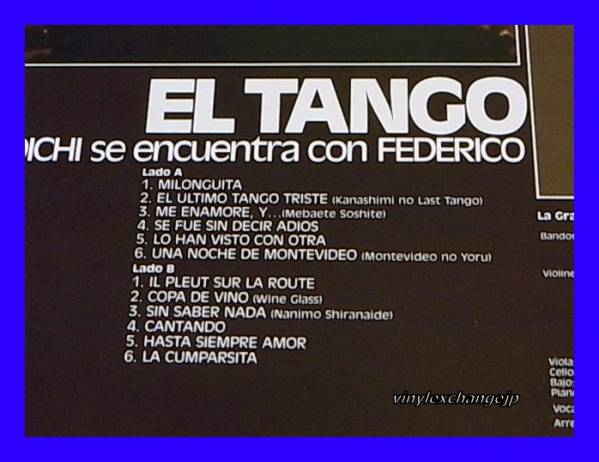 EL TANGO
DICHI se encuentra con FEDERICO
Lado A
1. MILONGUITA
2. EL ULTIMO TANGO TRISTE (Kanashimi no Last Tango)
3. ME ENAMORE, Y...(Mebaete Soshite)
4. SE FUE SIN DECIR ADIOS
5. LO HAN VISTO CON OTRA
6. UNA NOCHE DE MONTEVIDEO (Montevideo no Yoru)
Lado B
1. IL PLEUT SUR LA ROUTE
2. COPA DE VINO (Wine Glass)
3. SIN SABER NADA (Nanimo Shiranaide)
4. CANTANDO
5. HASTA SIEMPRE AMOR
6. LA CUMPARSITA
La Gra
Bandor
Violine
Viola
Cello
Bajo
Piano
Voca
Arre
vinylexchangejp